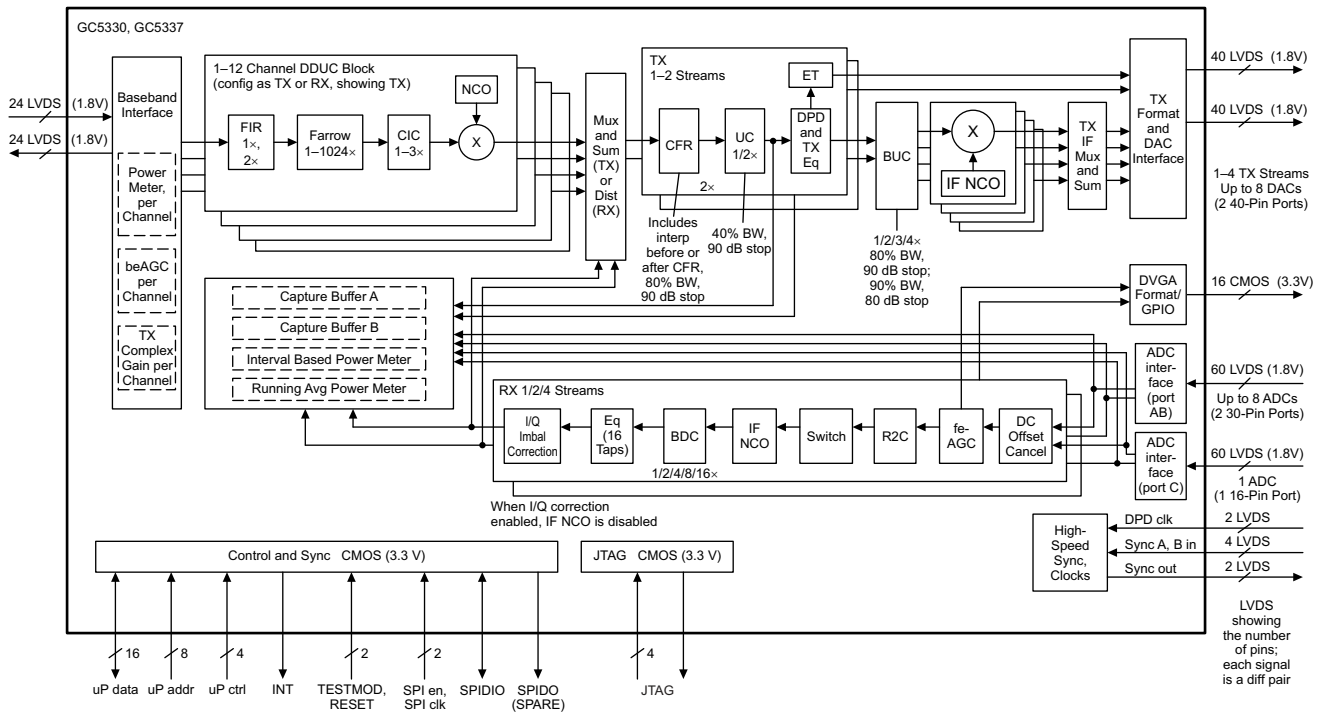 GC5330, GC5337
24 LVDS (1.8V)
24 LVDS (1.8V)
Baseband
Interface
Power
Meter,
per
Channel
beAGC
per
Channel
TX
Complex
Gain per
Channel
1–12 Channel DDUC Block
(config as TX or RX, showing TX)
FIR
1×,
2×
Farrow
1–1024×
CIC
1–3×
NCO
X
Mux
and
Sum
(TX)
or
Dist
(RX)
TX
1–2 Streams
CFR
UC
1/2×
ET
DPD
and
TX
Eq
2×
Includes
interp
before or
after CFR,
80% BW,
90 dB stop
40% BW,
90 dB stop
BUC
1/2/3/4×
80% BW,
90 dB stop;
90% BW,
80 dB stop
X
IF NCO
TX
IF
Mux
and
Sum
TX
Format
and
DAC
Interface
40 LVDS (1.8V)
40 LVDS (1.8V)
1–4 TX Streams
Up to 8 DACs
(2 40-Pin Ports)
Capture Buffer A
Capture Buffer B
Interval Based Power Meter
Running Avg Power Meter
DVGA
Format/
GPIO
16 CMOS (3.3V)
RX 1/2/4 Streams
I/Q
Imbal
Correction
Eq
(16
Taps)
BDC
IF
NCO
Switch
R2C
fe-
AGC
DC
Offset
Cancel
1/2/4/8/16×
When I/Q correction
enabled, IF NCO is disabled
ADC
inter-
face
(port
AB)
60 LVDS (1.8V)
Up to 8 ADCs
(2 30-Pin Ports)
ADC
inter-
face
(port C)
60 LVDS (1.8V)
1 ADC
(1 16-Pin Port)
High-
Speed
Sync,
Clocks
DPD clk
2 LVDS
Sync A, B in
4 LVDS
Sync out
2 LVDS
LVDS
showing
the number
of pins;
each signal
is a diff pair
Control and Sync CMOS (3.3 V)
JTAG CMOS (3.3 V)
16
8
4
2
2
4
uP data
uP addr
uP ctrl
INT
TESTMOD,
RESET
SPI en,
SPI clk
SPIDIO
SPIDO
(SPARE)
JTAG